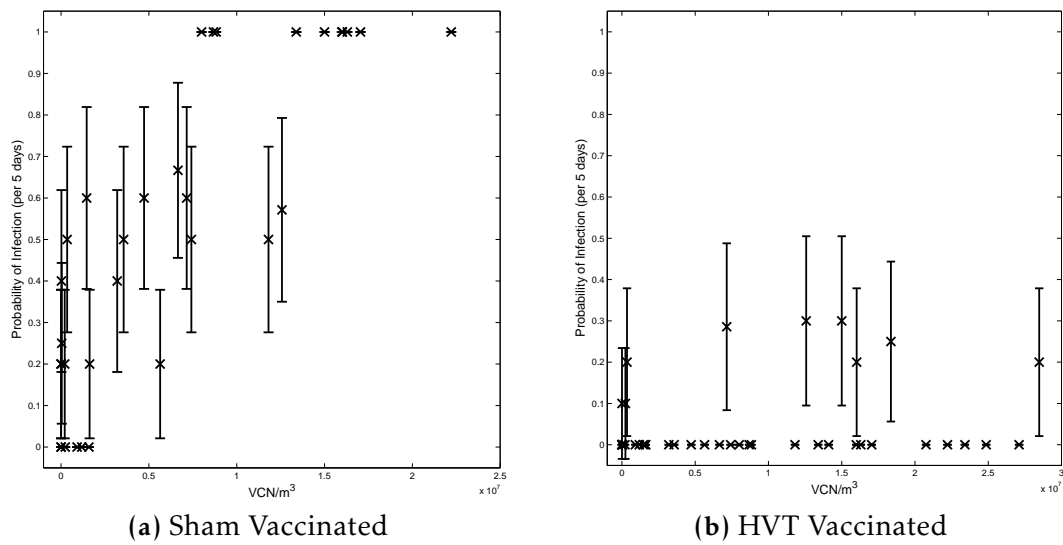 1
0.9
0.8
0.7
0.6
0.5
0.4
0.3
0.2
0.1
0
Probability of Infection (per 5 days)
0 0.5 1 1.5 2 2.5
x 10⁷
VCN/m³
(a) Sham Vaccinated
1
0.9
0.8
0.7
0.6
0.5
0.4
0.3
0.2
0.1
0
Probability of Infection (per 5 days)
0 0.5 1 1.5 2 2.5 3
x 10⁷
VCN/m³
(b) HVT Vaccinated